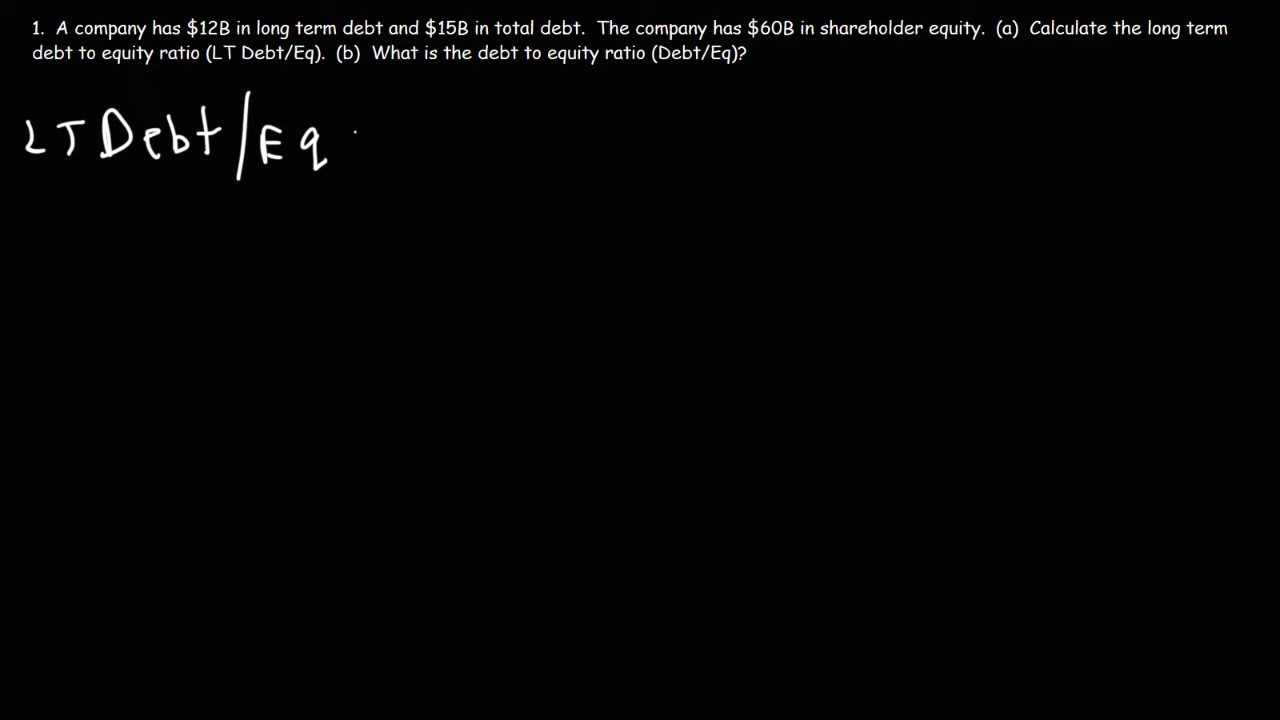 1. A company has $12B in long term debt and $15B in total debt. The company has $60B in shareholder equity. (a) Calculate the long term
debt to equity ratio (LT Debt/Eq). (b) What is the debt to equity ratio (Debt/Eq)?
LT Debt/Eq